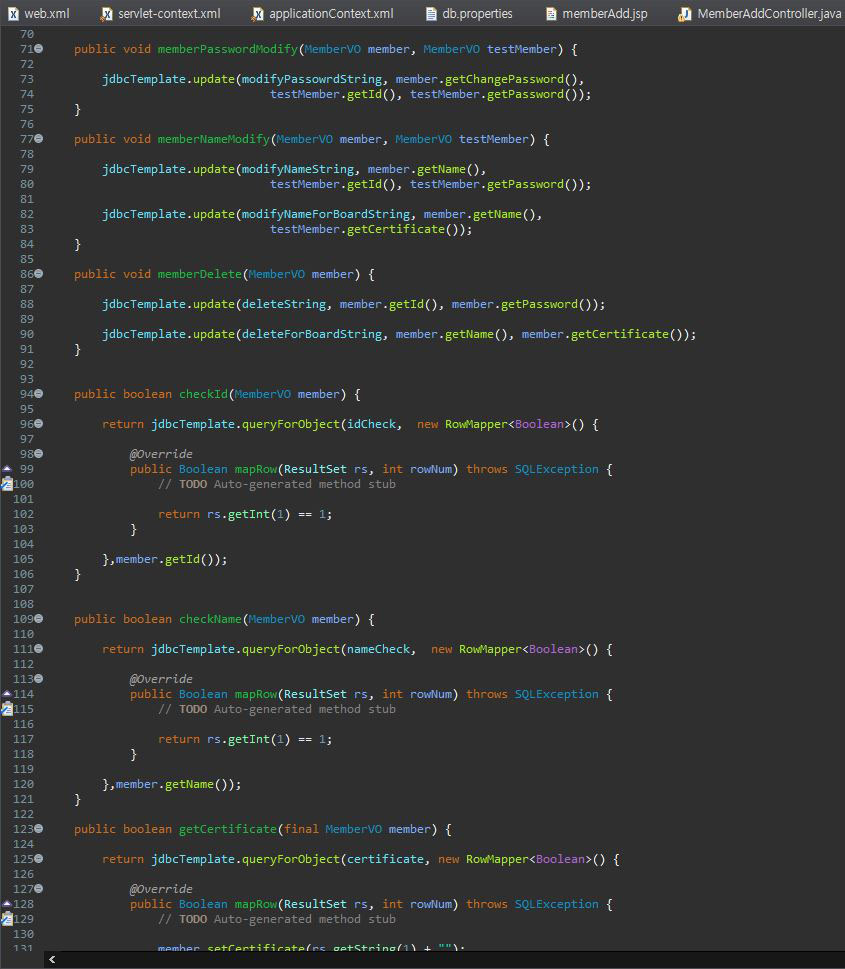 web.xml servlet-context.xml applicationContext.xml db.properties memberAdd.jsp MemberAddController.java
70
71 public void memberPasswordModify(MemberVO member, MemberVO testMember) {
72
73 jdbcTemplate.update(modifyPassowrdString, member.getChangePassword(),
74 testMember.getId(), testMember.getPassword());
75 }
76
77 public void memberNameModify(MemberVO member, MemberVO testMember) {
78
79 jdbcTemplate.update(modifyNameString, member.getName(),
80 testMember.getId(), testMember.getPassword());
81
82 jdbcTemplate.update(modifyNameForBoardString, member.getName(),
83 testMember.getCertificate());
84 }
85
86 public void memberDelete(MemberVO member) {
87
88 jdbcTemplate.update(deleteString, member.getId(), member.getPassword());
89
90 jdbcTemplate.update(deleteForBoardString, member.getName(), member.getCertificate());
91 }
92
93
94 public boolean checkId(MemberVO member) {
95
96 return jdbcTemplate.queryForObject(idCheck, new RowMapper<Boolean>() {
97
98 @Override
99 public Boolean mapRow(ResultSet rs, int rowNum) throws SQLException {
100 // TODO Auto-generated method stub
101
102 return rs.getInt(1) == 1;
103 }
104
105 },member.getId());
106 }
107
108
109 public boolean checkName(MemberVO member) {
110
111 return jdbcTemplate.queryForObject(nameCheck, new RowMapper<Boolean>() {
112
113 @Override
114 public Boolean mapRow(ResultSet rs, int rowNum) throws SQLException {
115 // TODO Auto-generated method stub
116
117 return rs.getInt(1) == 1;
118 }
119
120 },member.getName());
121 }
122
123 public boolean getCertificate(final MemberVO member) {
124
125 return jdbcTemplate.queryForObject(certificate, new RowMapper<Boolean>() {
126
127 @Override
128 public Boolean mapRow(ResultSet rs, int rowNum) throws SQLException {
129 // TODO Auto-generated method stub
130
131 member.setCertificate(rs.getString(1) + "");